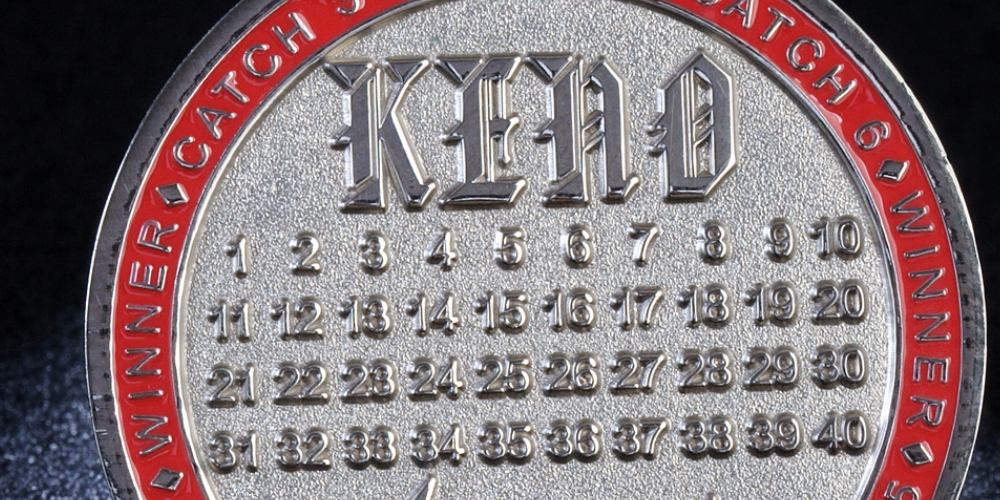 WINNER♦CATCH
CATCH 6♦WINNER♦
KENO
1 2 3 4 5 6 7 8 9 10
11 12 13 14 15 16 17 18 19 20
21 22 23 24 25 26 27 28 29 30
31 32 33 34 35 36 37 38 39 40